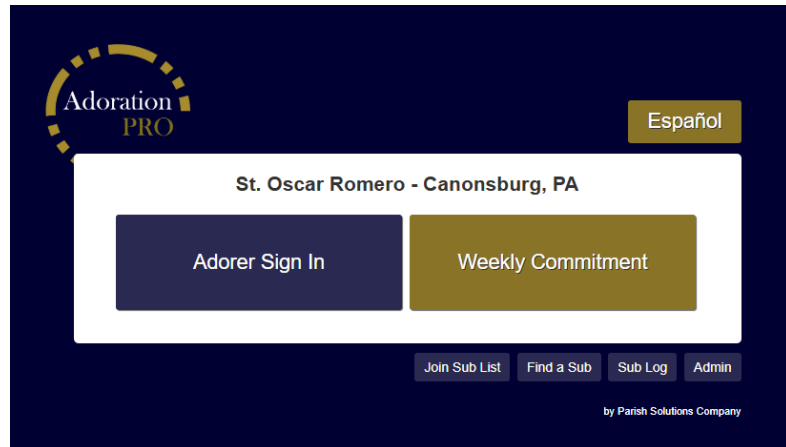 Adoration
PRO
Español
St. Oscar Romero - Canonsburg, PA
Adorer Sign In
Weekly Commitment
Join Sub List
Find a Sub
Sub Log
Admin
by Parish Solutions Company